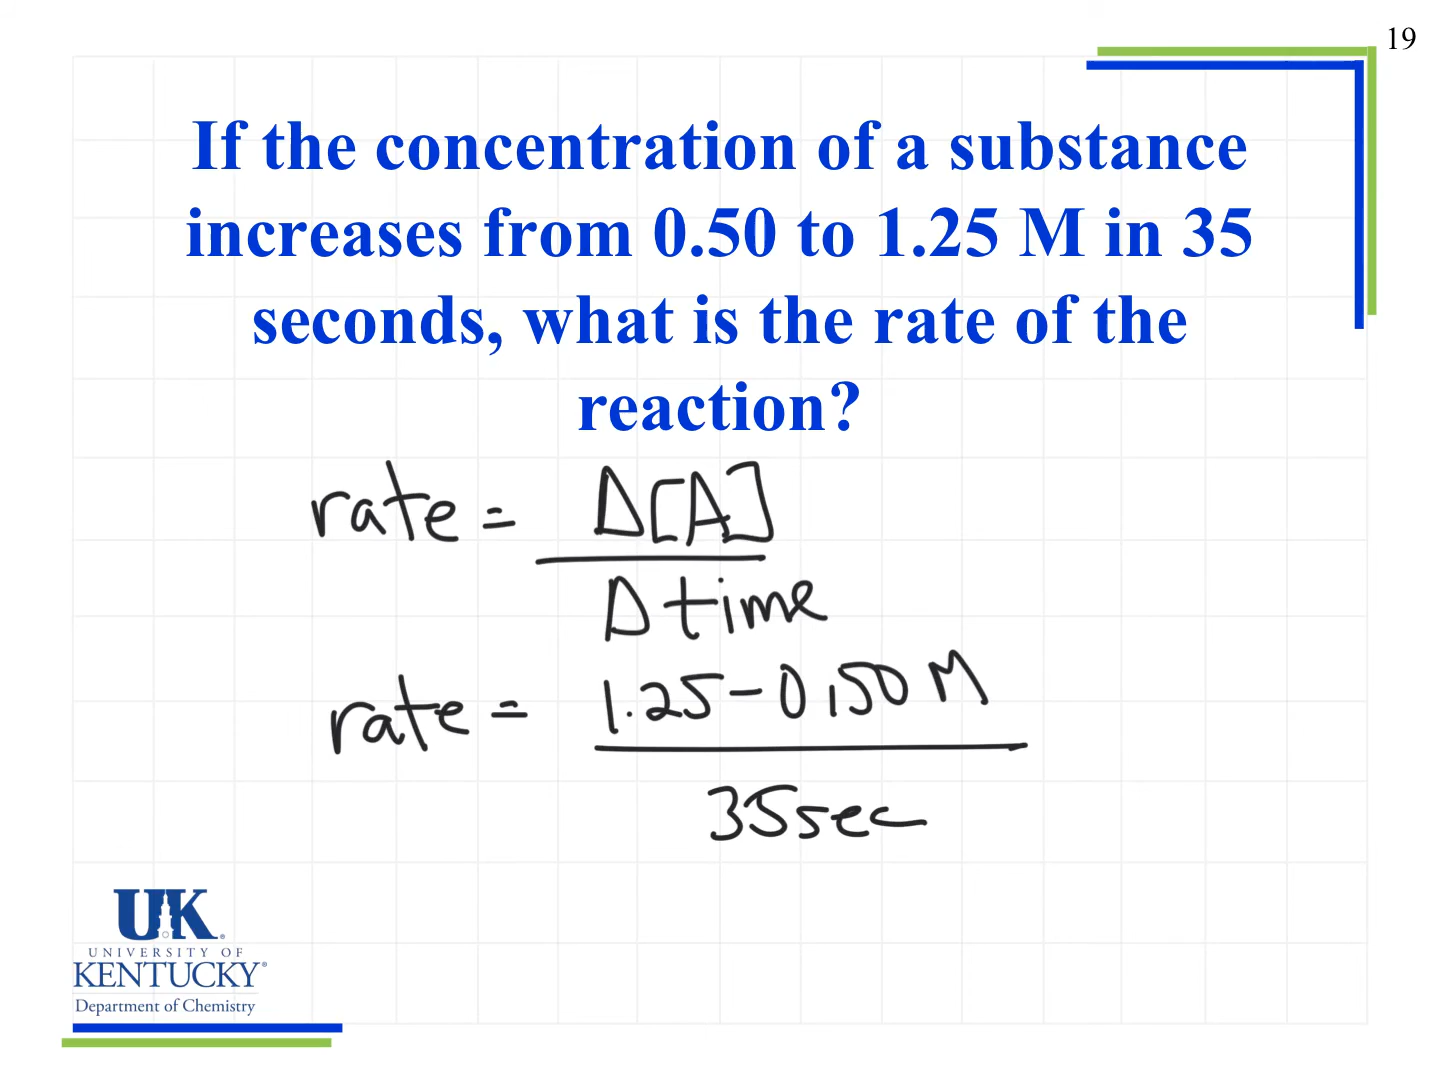 19
If the concentration of a substance
increases from 0.50 to 1.25 M in 35
seconds, what is the rate of the
reaction?
rate = Δ[A]
Δtime
rate = 1.25-0.50 M
35sec
UK
UNIVERSITY OF
KENTUCKY®
Department of Chemistry